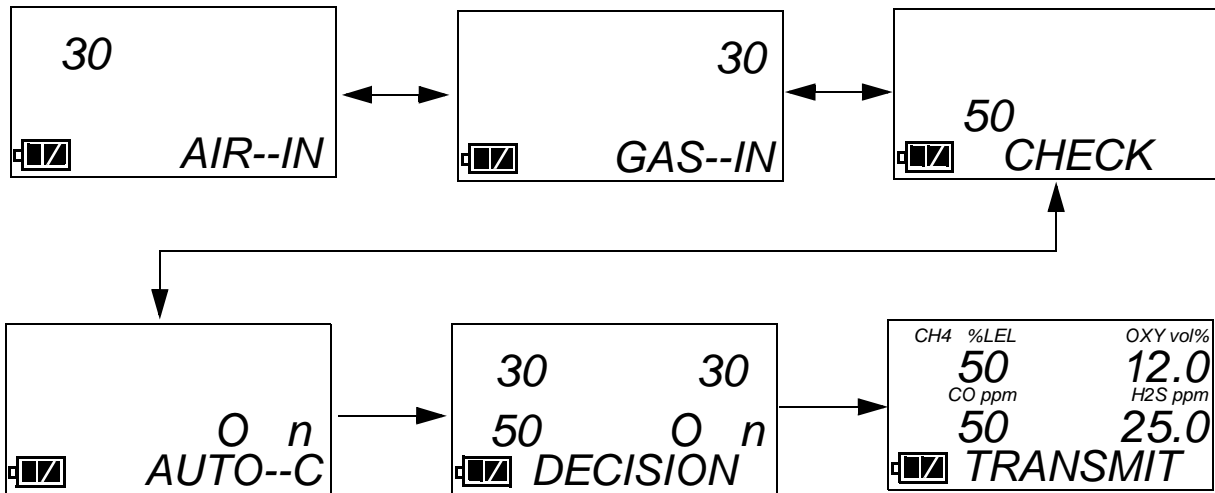 30
AIR--IN
30
GAS--IN
50
CHECK
O n
AUTO--C
30 30
50 O n
DECISION
CH4 %LEL OXY vol%
50 12.0
CO ppm H2S ppm
50 25.0
TRANSMIT